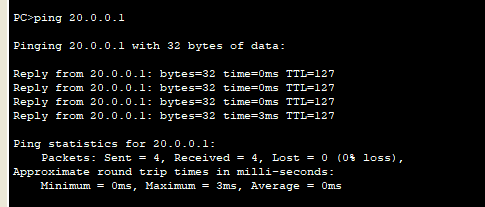 PC>ping 20.0.0.1
Pinging 20.0.0.1 with 32 bytes of data:
Reply from 20.0.0.1: bytes=32 time=0ms TTL=127
Reply from 20.0.0.1: bytes=32 time=0ms TTL=127
Reply from 20.0.0.1: bytes=32 time=0ms TTL=127
Reply from 20.0.0.1: bytes=32 time=3ms TTL=127
Ping statistics for 20.0.0.1:
    Packets: Sent = 4, Received = 4, Lost = 0 (0% loss),
Approximate round trip times in milli-seconds:
    Minimum = 0ms, Maximum = 3ms, Average = 0ms